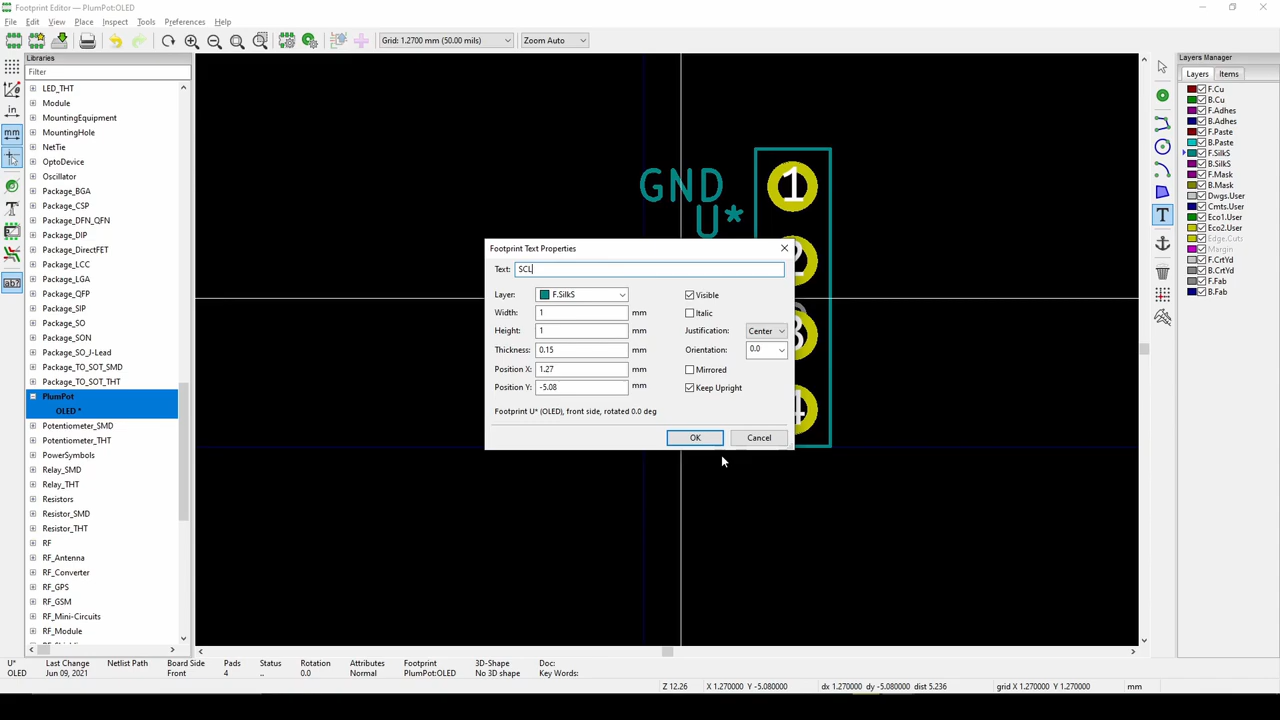 Footprint Editor — PlumPot:OLED
File Edit View Place Inspect Tools Preferences Help
Grid: 1.2700 mm (50.00 mils) Zoom Auto
Libraries
Filter
LED_THT
Module
MountingEquipment
MountingHole
NetTie
OptoDevice
Oscillator
Package_BGA
Package_CSP
Package_DFN_QFN
Package_DIP
Package_DirectFET
Package_LCC
Package_LGA
Package_QFP
Package_SIP
Package_SO
Package_SON
Package_SO_J-Lead
Package_TO_SOT_SMD
Package_TO_SOT_THT
PlumPot
OLED *
Potentiometer_SMD
Potentiometer_THT
PowerSymbols
Relay_SMD
Relay_THT
Resistors
Resistor_SMD
Resistor_THT
RF
RF_Antenna
RF_Converter
RF_GPS
RF_GSM
RF_Mini-Circuits
RF_Module
in
mm
ab?
GND
U*
1
2
3
4
Footprint Text Properties
Text: SCL
Layer: F.SilkS
Width: 1 mm
Height: 1 mm
Thickness: 0.15 mm
Position X: 1.27 mm
Position Y: -5.08 mm
Visible
Italic
Justification: Center
Orientation: 0.0
Mirrored
Keep Upright
Footprint U* (OLED), front side, rotated 0.0 deg
OK Cancel
T
Layers Manager
Layers Items
F.Cu
B.Cu
F.Adhes
B.Adhes
F.Paste
B.Paste
F.SilkS
B.SilkS
F.Mask
B.Mask
Dwgs.User
Cmts.User
Eco1.User
Eco2.User
Edge.Cuts
Margin
F.CrtYd
B.CrtYd
F.Fab
B.Fab
U* Last Change Netlist Path Board Side Pads Status Rotation Attributes Footprint 3D-Shape Doc:
OLED Jun 09, 2021 Front 4 .. 0.0 Normal PlumPot:OLED No 3D shape Key Words:
Z 12.26 X 1.270000 Y -5.080000 dx 1.270000 dy -5.080000 dist 5.236 grid X 1.270000 Y 1.270000 mm